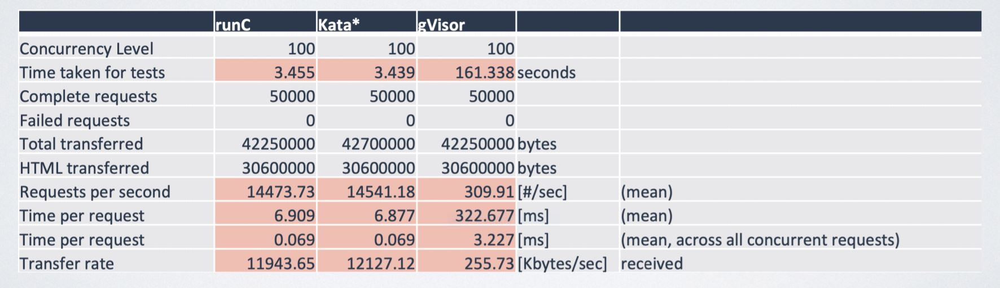 runC Kata* gVisor
Concurrency Level 100 100 100
Time taken for tests 3.455 3.439 161.338 seconds
Complete requests 50000 50000 50000
Failed requests 0 0 0
Total transferred 42250000 42700000 42250000 bytes
HTML transferred 30600000 30600000 30600000 bytes
Requests per second 14473.73 14541.18 309.91 [#/sec] (mean)
Time per request 6.909 6.877 322.677 [ms] (mean)
Time per request 0.069 0.069 3.227 [ms] (mean, across all concurrent requests)
Transfer rate 11943.65 12127.12 255.73 [Kbytes/sec] received